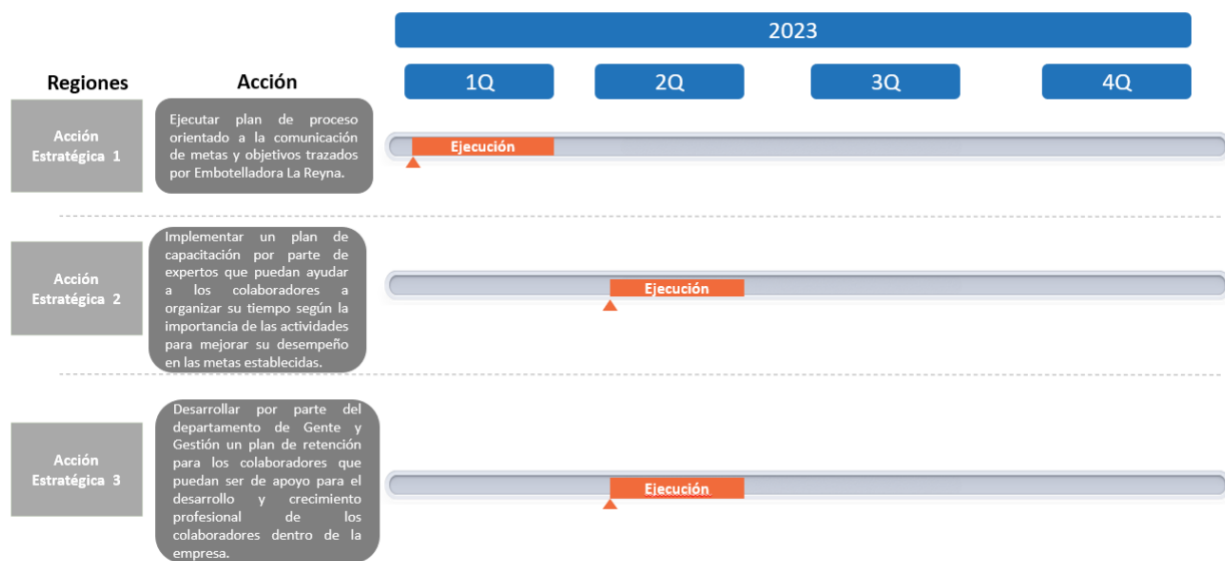 2023
1Q
2Q
3Q
4Q
Regiones
Acción
Acción
Estratégica 1
Ejecutar plan de proceso
orientado a la comunicación
de metas y objetivos trazados
por Embotelladora La Reyna.
Ejecución
Acción
Estratégica 2
Implementar un plan de
capacitación por parte de
expertos que puedan ayudar
a los colaboradores a
organizar su tiempo según la
importancia de las actividades
para mejorar su desempeño
en las metas establecidas.
Ejecución
Acción
Estratégica 3
Desarrollar por parte del
departamento de Gente y
Gestión un plan de retención
para los colaboradores que
puedan ser de apoyo para el
desarrollo y crecimiento
profesional de los
colaboradores dentro de la
empresa.
Ejecución